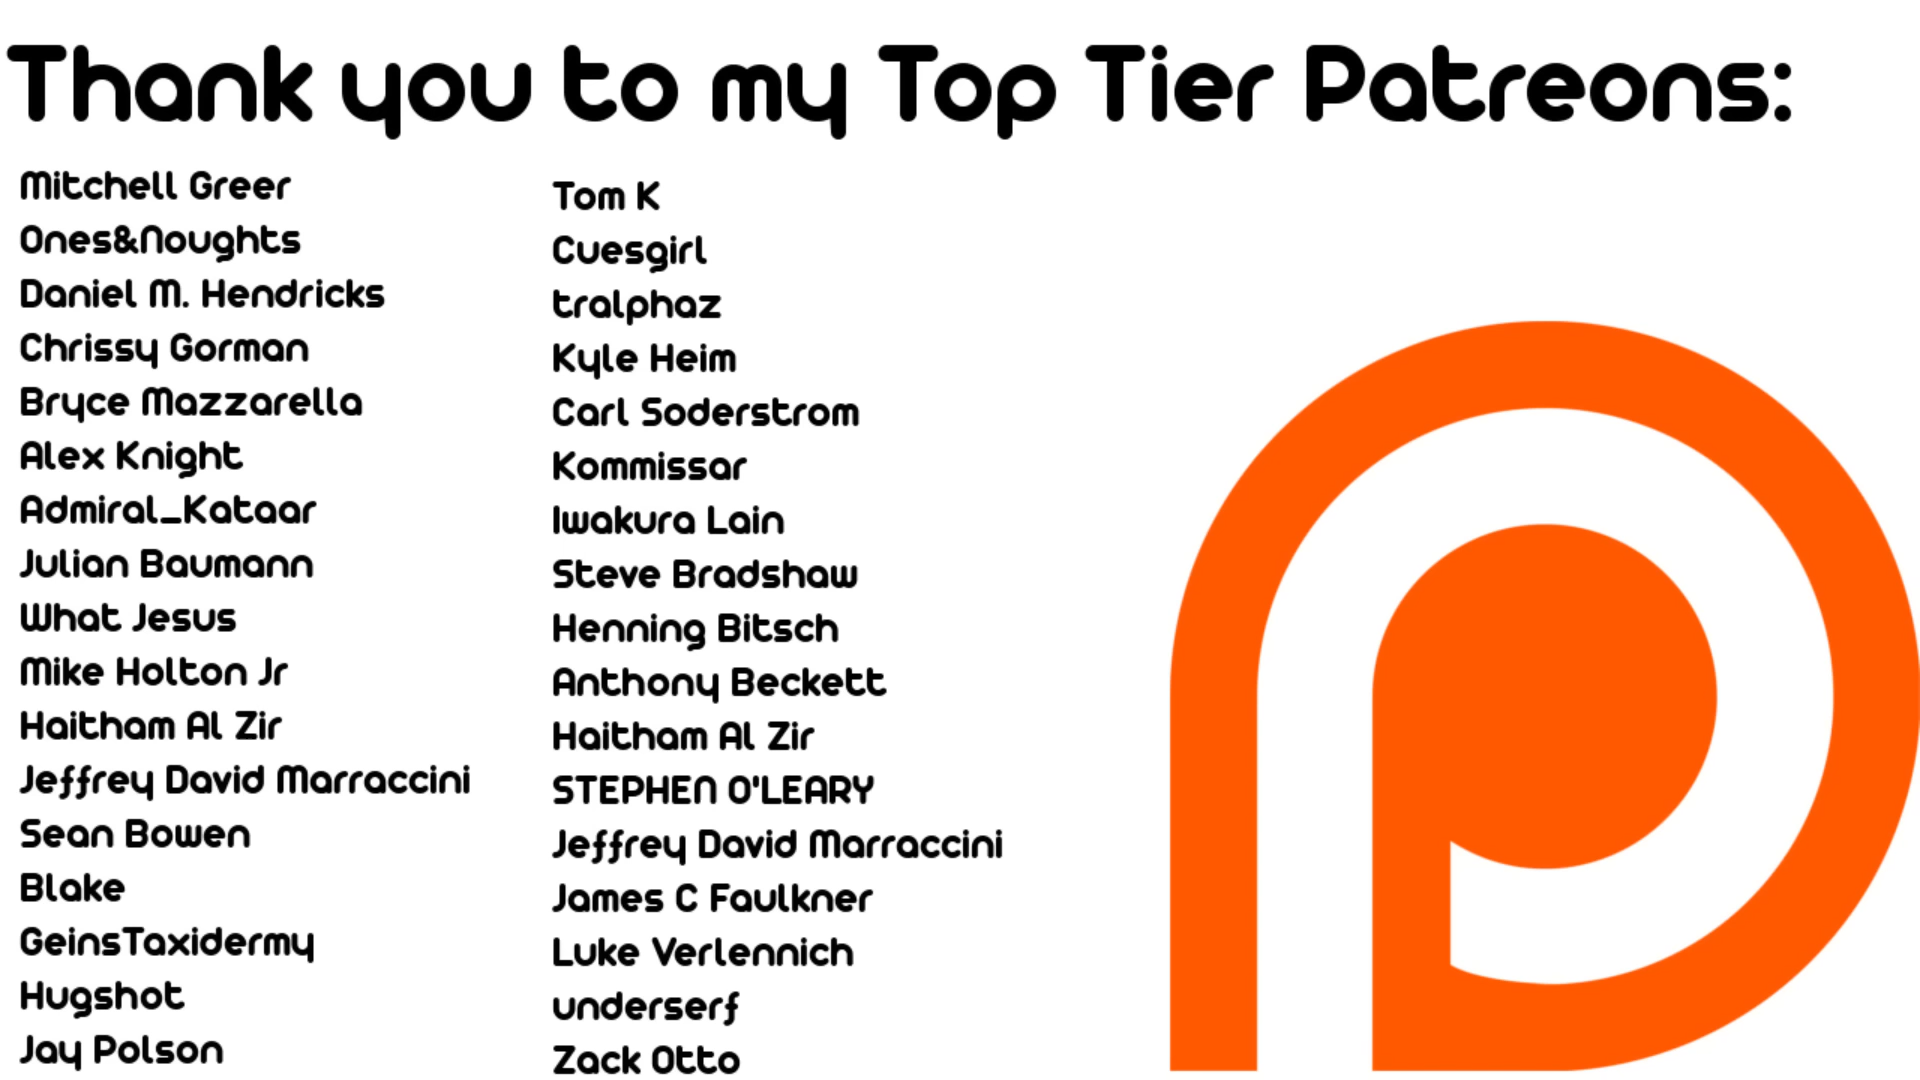 Thank you to my Top Tier Patreons:
Mitchell Greer
Ones&Noughts
Daniel M. Hendricks
Chrissy Gorman
Bryce Mazzarella
Alex Knight
Admiral_Kataar
Julian Baumann
What Jesus
Mike Holton Jr
Haitham Al Zir
Jeffrey David Marraccini
Sean Bowen
Blake
GeinsTaxidermy
Hugshot
Jay Polson
Tom K
Cuesgirl
tralphaz
Kyle Heim
Carl Soderstrom
Kommissar
Iwakura Lain
Steve Bradshaw
Henning Bitsch
Anthony Beckett
Haitham Al Zir
STEPHEN O'LEARY
Jeffrey David Marraccini
James C Faulkner
Luke Verlennich
underserf
Zack Otto